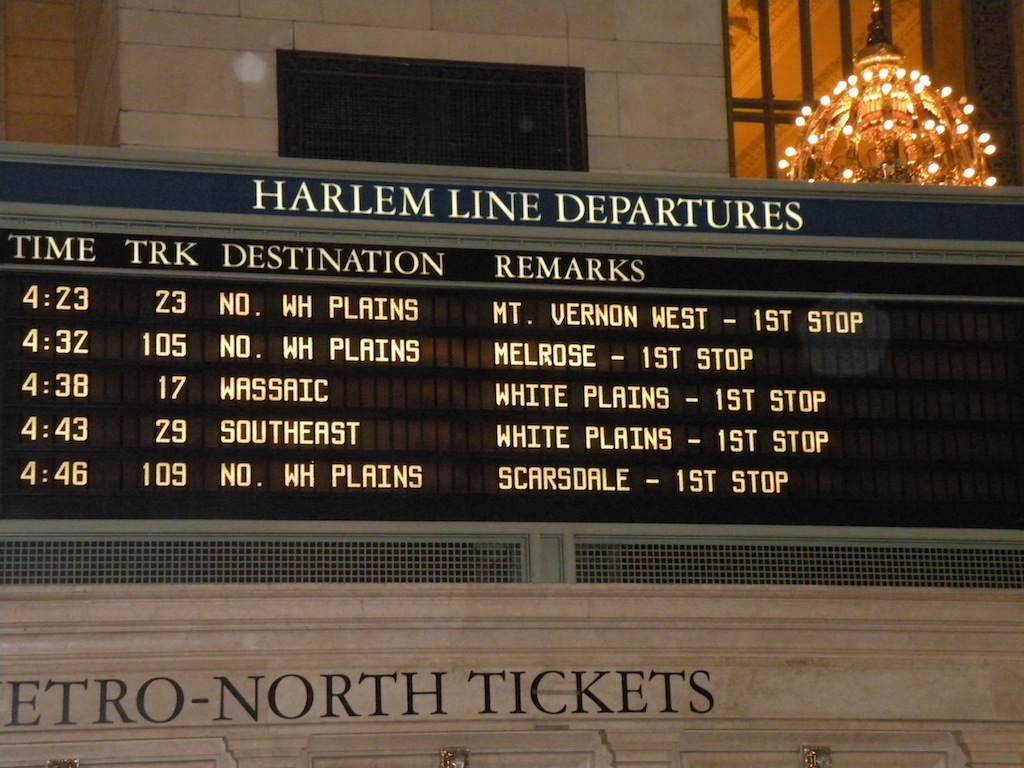 HARLEM LINE DEPARTURES
TIME TRK DESTINATION REMARKS
4:23 23 NO. WH PLAINS MT. VERNON WEST - 1ST STOP
4:32 105 NO. WH PLAINS MELROSE - 1ST STOP
4:38 17 WASSAIC WHITE PLAINS - 1ST STOP
4:43 29 SOUTHEAST WHITE PLAINS - 1ST STOP
4:46 109 NO. WH PLAINS SCARSDALE - 1ST STOP
ETRO-NORTH TICKETS